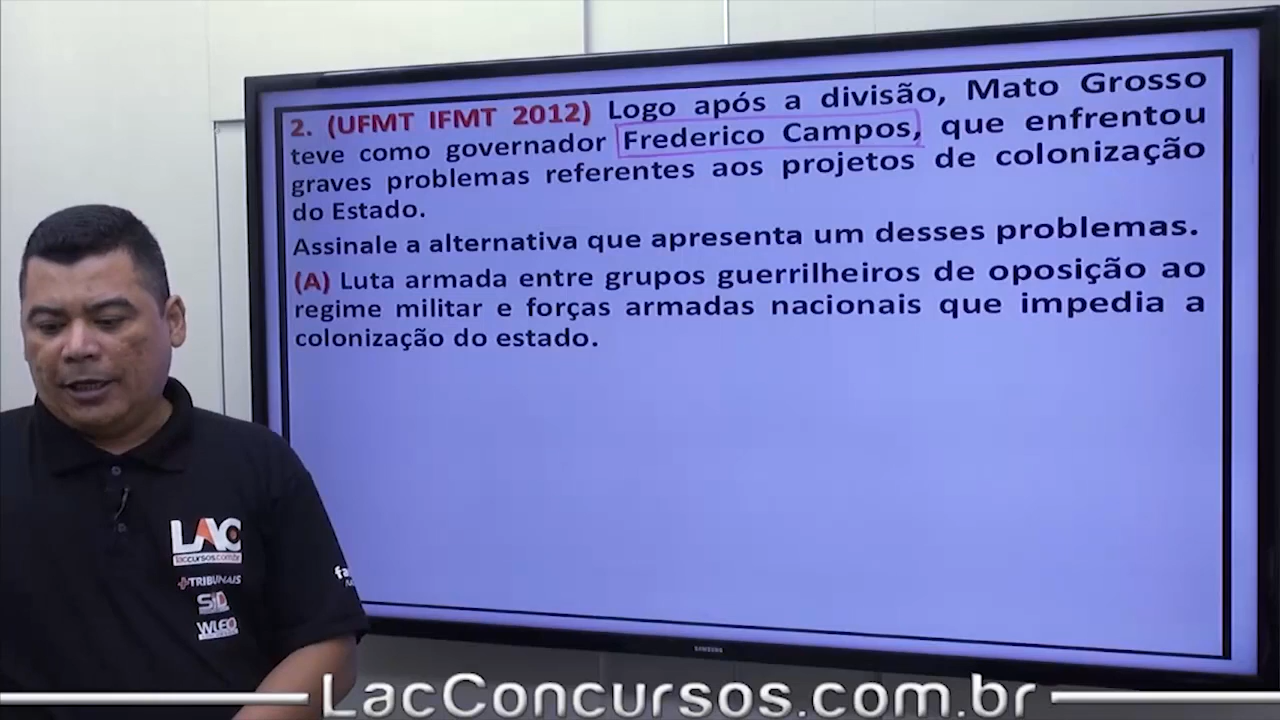 2. (UFMT IFMT 2012) Logo após a divisão, Mato Grosso
teve como governador Frederico Campos, que enfrentou
graves problemas referentes aos projetos de colonização
do Estado.
Assinale a alternativa que apresenta um desses problemas.
(A) Luta armada entre grupos guerrilheiros de oposição ao
regime militar e forças armadas nacionais que impedia a
colonização do estado.
LAC
laccursos.com.br
+TRIBUNAIS
SAMSUNG
LacConcursos.com.br